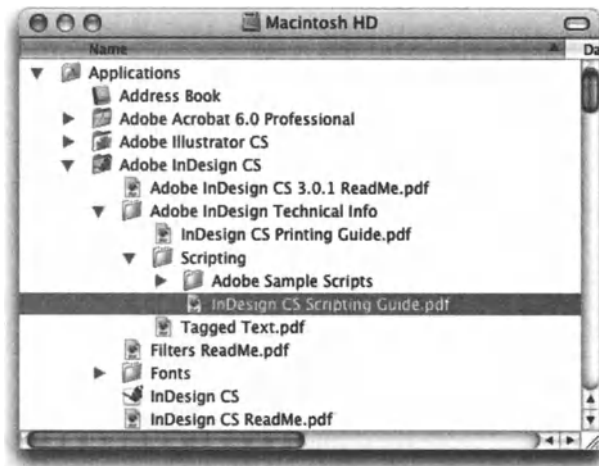 Macintosh HD
Name Da
Applications
Address Book
Adobe Acrobat 6.0 Professional
Adobe Illustrator CS
Adobe InDesign CS
Adobe InDesign CS 3.0.1 ReadMe.pdf
Adobe InDesign Technical Info
InDesign CS Printing Guide.pdf
Scripting
Adobe Sample Scripts
InDesign CS Scripting Guide.pdf
Tagged Text.pdf
Filters ReadMe.pdf
Fonts
InDesign CS
InDesign CS ReadMe.pdf